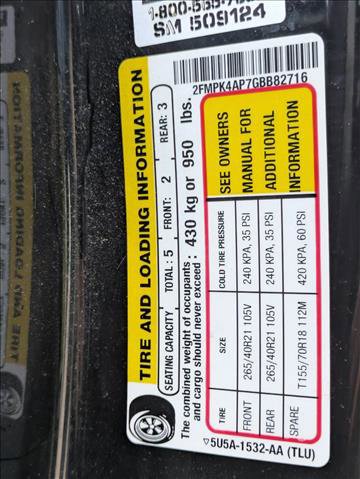 SM 509124
2FMPK4AP7GBB82716
TIRE AND LOADING INFORMATION
SEATING CAPACITY TOTAL: 5 FRONT: 2 REAR: 3
The combined weight of occupants
and cargo should never exceed : 430 kg or 950 lbs.
TIRE SIZE COLD TIRE PRESSURE
FRONT 265/40R21 105V 240 KPA, 35 PSI
REAR 265/40R21 105V 240 KPA, 35 PSI
SPARE T155/70R18 112M 420 KPA, 60 PSI
SEE OWNERS
MANUAL FOR
ADDITIONAL
INFORMATION
▽5U5A-1532-AA (TLU)